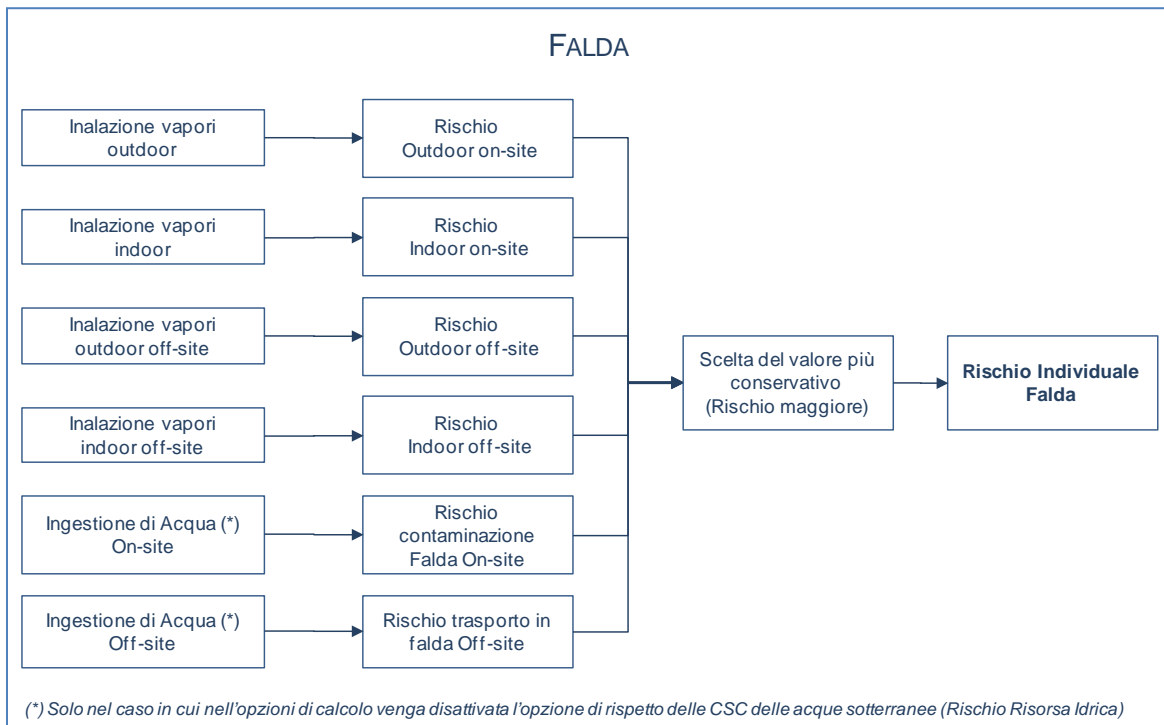 FALDA
Inalazione vapori
outdoor
Rischio
Outdoor on-site
Inalazione vapori
indoor
Rischio
Indoor on-site
Inalazione vapori
outdoor off-site
Rischio
Outdoor off-site
Scelta del valore più
conservativo
(Rischio maggiore)
Rischio Individuale
Falda
Inalazione vapori
indoor off-site
Rischio
Indoor off-site
Ingestione di Acqua (*)
On-site
Rischio
contaminazione
Falda On-site
Ingestione di Acqua (*)
Off-site
Rischio trasporto in
falda Off-site
(*) Solo nel caso in cui nell'opzioni di calcolo venga disattivata l'opzione di rispetto delle CSC delle acque sotterranee (Rischio Risorsa Idrica)